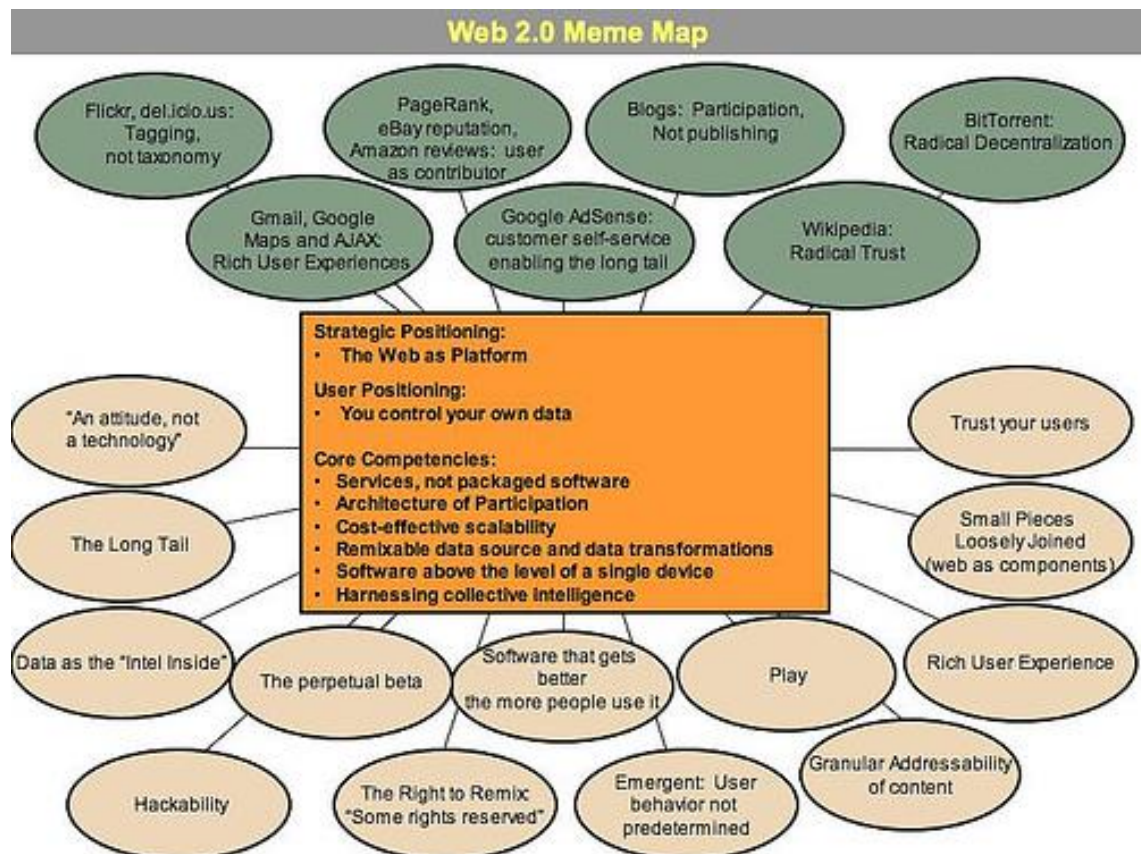 Web 2.0 Meme Map
Flickr, del.icio.us:
Tagging,
not taxonomy
PageRank,
eBay reputation,
Amazon reviews: user
as contributor
Blogs: Participation,
Not publishing
BitTorrent:
Radical Decentralization
Gmail, Google
Maps and AJAX:
Rich User Experiences
Google AdSense:
customer self-service
enabling the long tail
Wikipedia:
Radical Trust
Strategic Positioning:
• The Web as Platform
User Positioning:
• You control your own data
Core Competencies:
• Services, not packaged software
• Architecture of Participation
• Cost-effective scalability
• Remixable data source and data transformations
• Software above the level of a single device
• Harnessing collective intelligence
"An attitude, not
a technology"
Trust your users
The Long Tail
Small Pieces
Loosely Joined
(web as components)
Data as the "Intel Inside"
The perpetual beta
Software that gets
better
the more people use it
Play
Rich User Experience
Hackability
The Right to Remix:
"Some rights reserved"
Emergent: User
behavior not
predetermined
Granular Addressability
of content